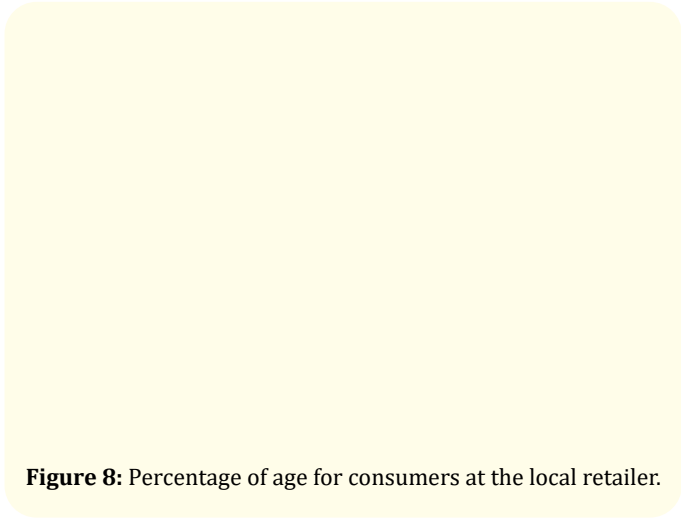 Figure 8: Percentage of age for consumers at the local retailer.